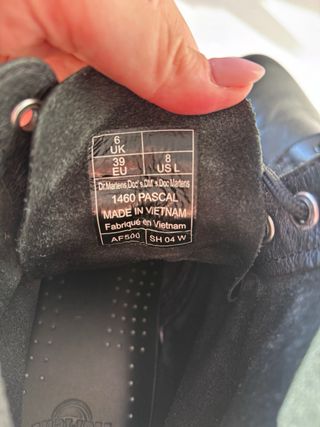 6
UK
39 8
EU US L
Dr.Martens Doc's.DM's.Doc Martens
1460 PASCAL
MADE IN VIETNAM
Fabriqué en Vietnam
AF500 SH 04 W